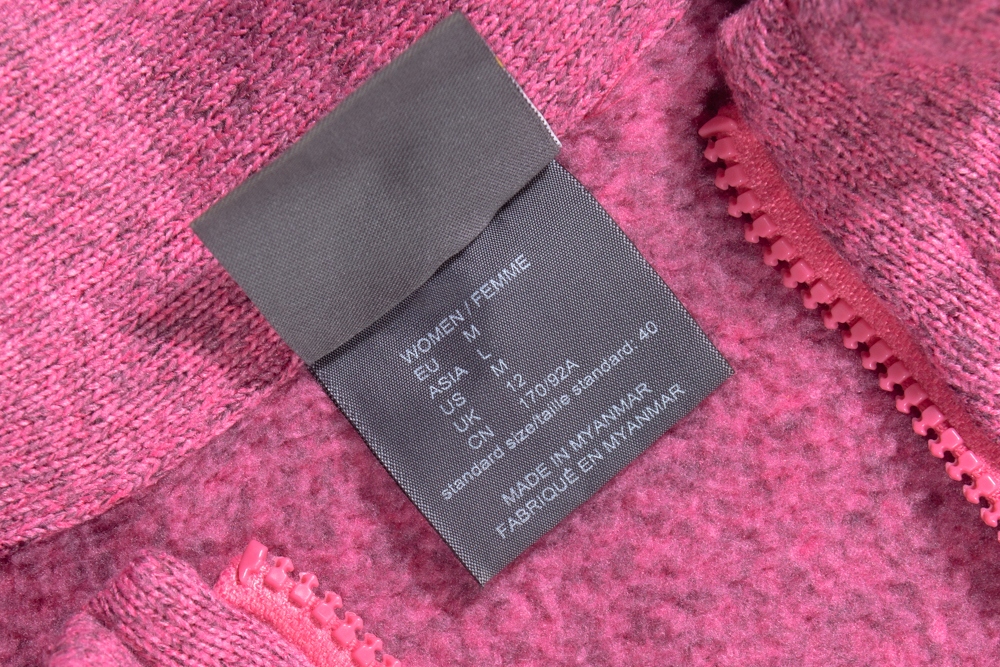 WOMEN / FEMME
EU M
ASIA L
US M
UK 12
CN 170/92A
standard size/taille standard: 40
MADE IN MYANMAR
FABRIQUÉ EN MYANMAR